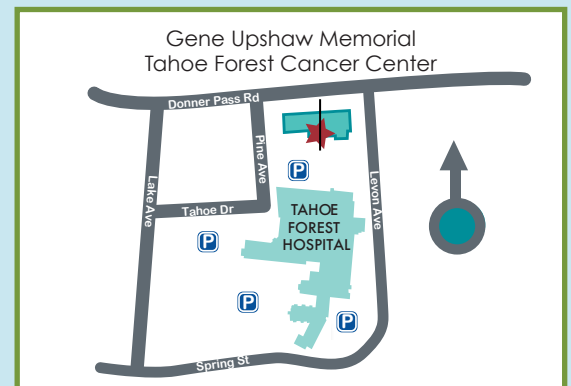 Gene Upshaw Memorial
Tahoe Forest Cancer Center
Donner Pass Rd
Pine Ave
P
Lake Ave
Levon Ave
Tahoe Dr
TAHOE
FOREST
HOSPITAL
P
P
P
Spring St